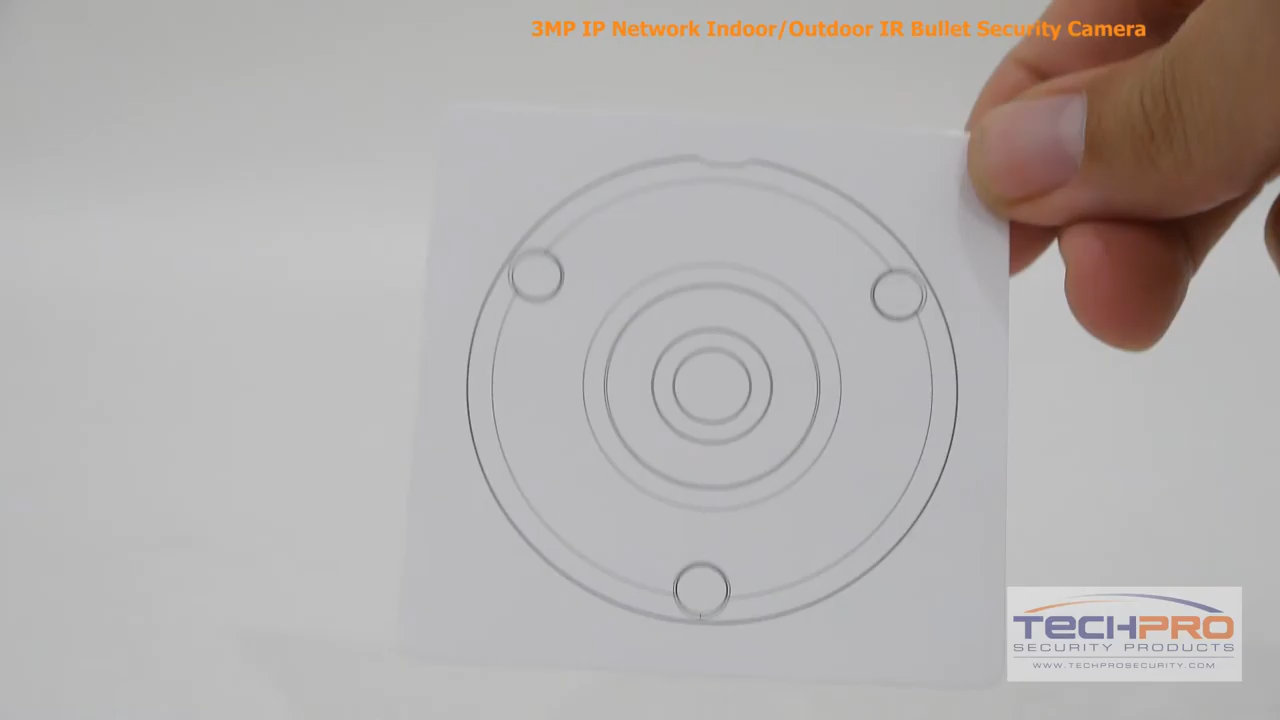 3MP IP Network Indoor/Outdoor IR Bullet Security Camera
TECHPRO
SECURITY PRODUCTS
WWW.TECHPROSECURITY.COM